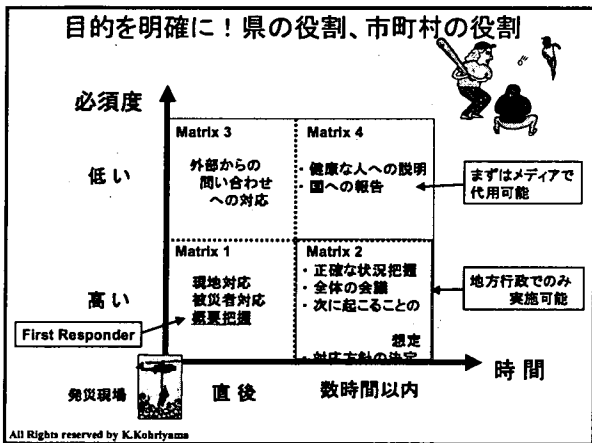 目的を明確に！県の役割、市町村の役割
必須度
Matrix 3
外部からの
問い合わせ
への対応
Matrix 4
・健康な人への説明
・国への報告
まずはメディアで
代用可能
低い
Matrix 1
現地対応
被災者対応
概要把握
Matrix 2
・正確な状況把握
・全体の会議
・次に起こることの
想定
・対応方針の決定
地方行政でのみ
実施可能
高い
First Responder
時間
発災現場
直後
数時間以内
All Rights reserved by K.Kohriyama